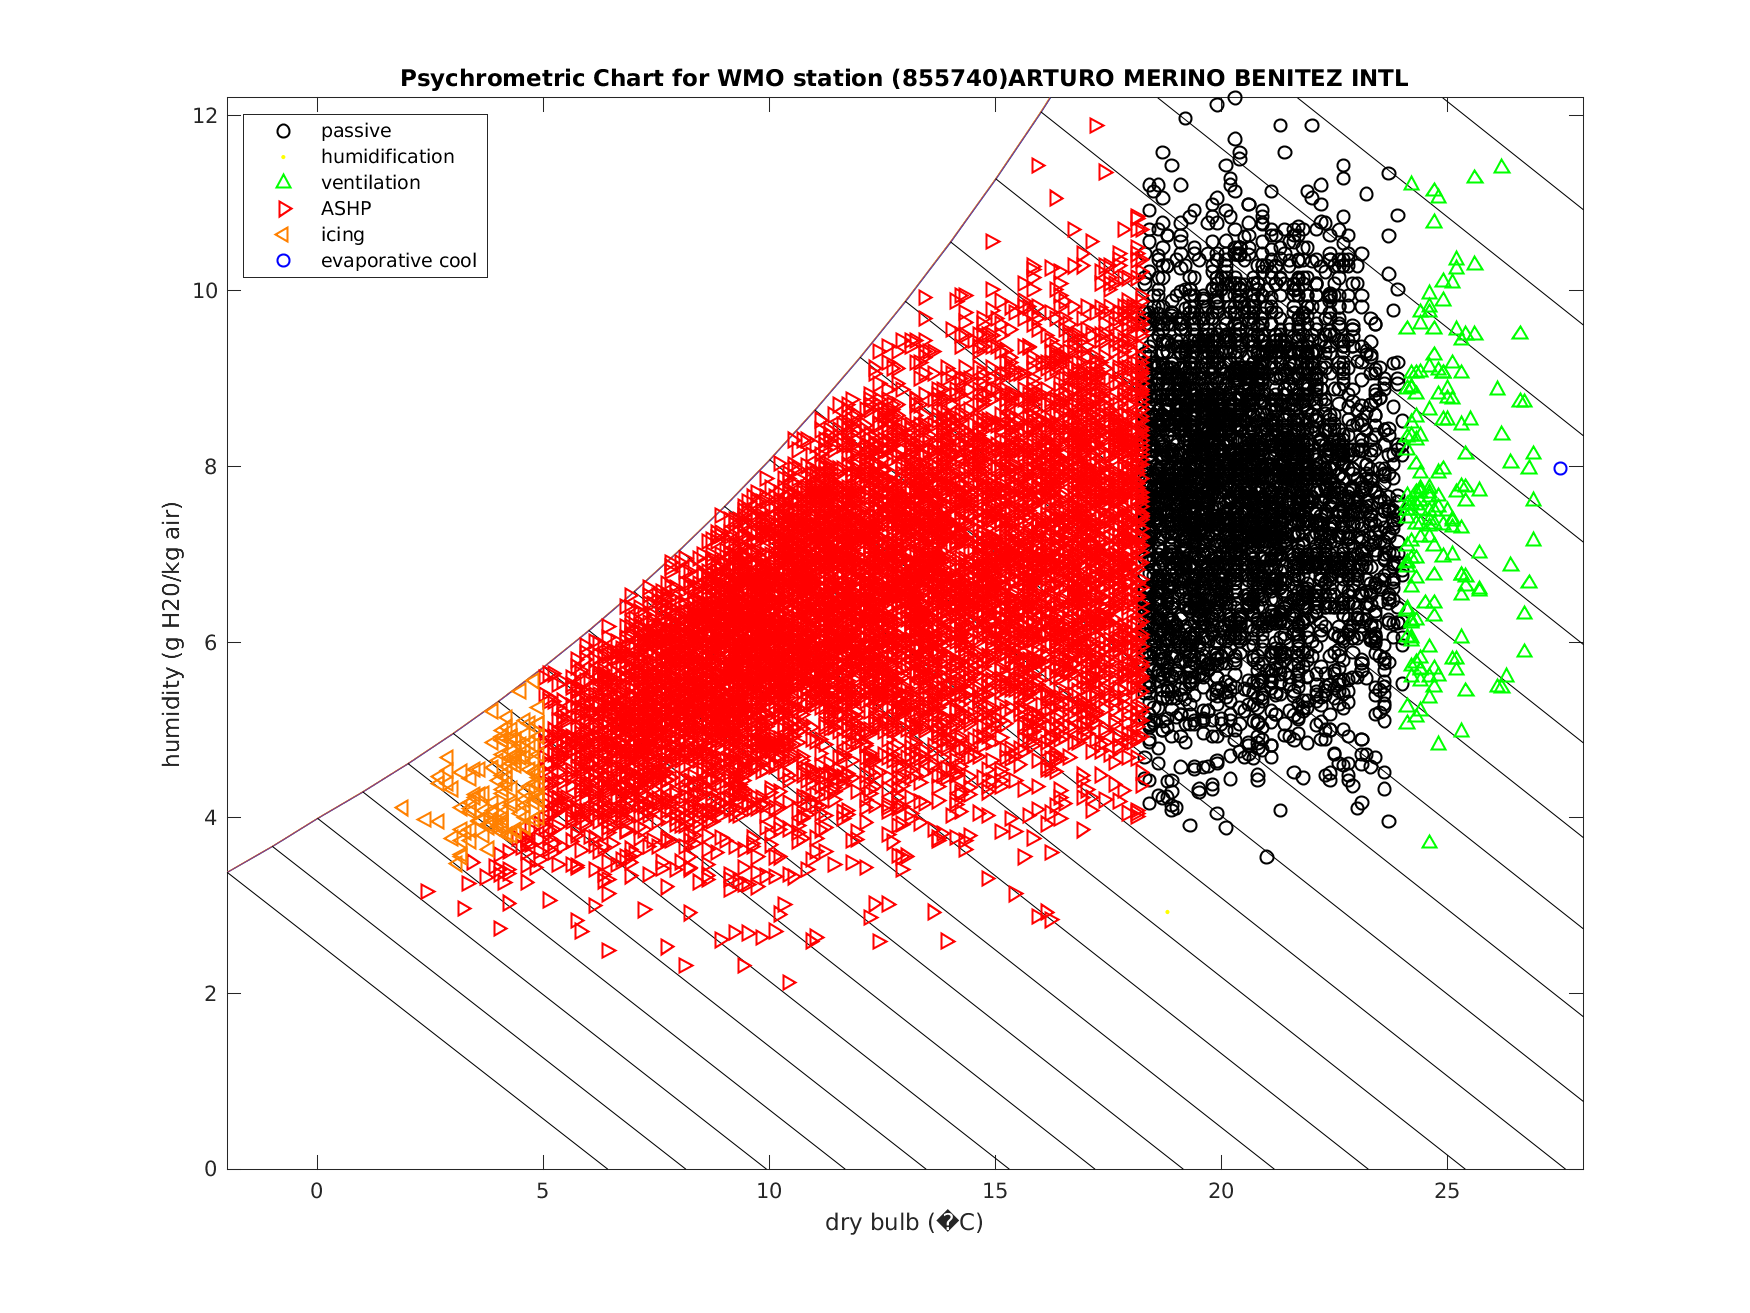 Psychrometric Chart for WMO station (855740)ARTURO MERINO BENITEZ INTL
passive
humidification
ventilation
ASHP
icing
evaporative cool
humidity (g H20/kg air)
12
10
8
6
4
2
0
0 5 10 15 20 25
dry bulb (�C)